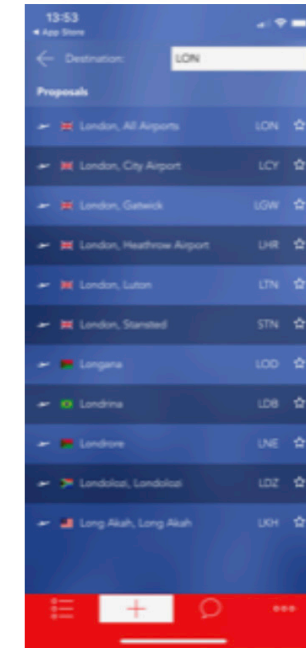 13:53
App Store
Destination: LON
Proposals
London, All Airports LON
London, City Airport LCY
London, Gatwick LGW
London, Heathrow Airport LHR
London, Luton LTN
London, Stansted STN
Longana LOD
Londrina LDB
Londrore LNE
Londolozi, Londolozi LDZ
Long Akah, Long Akah LKH